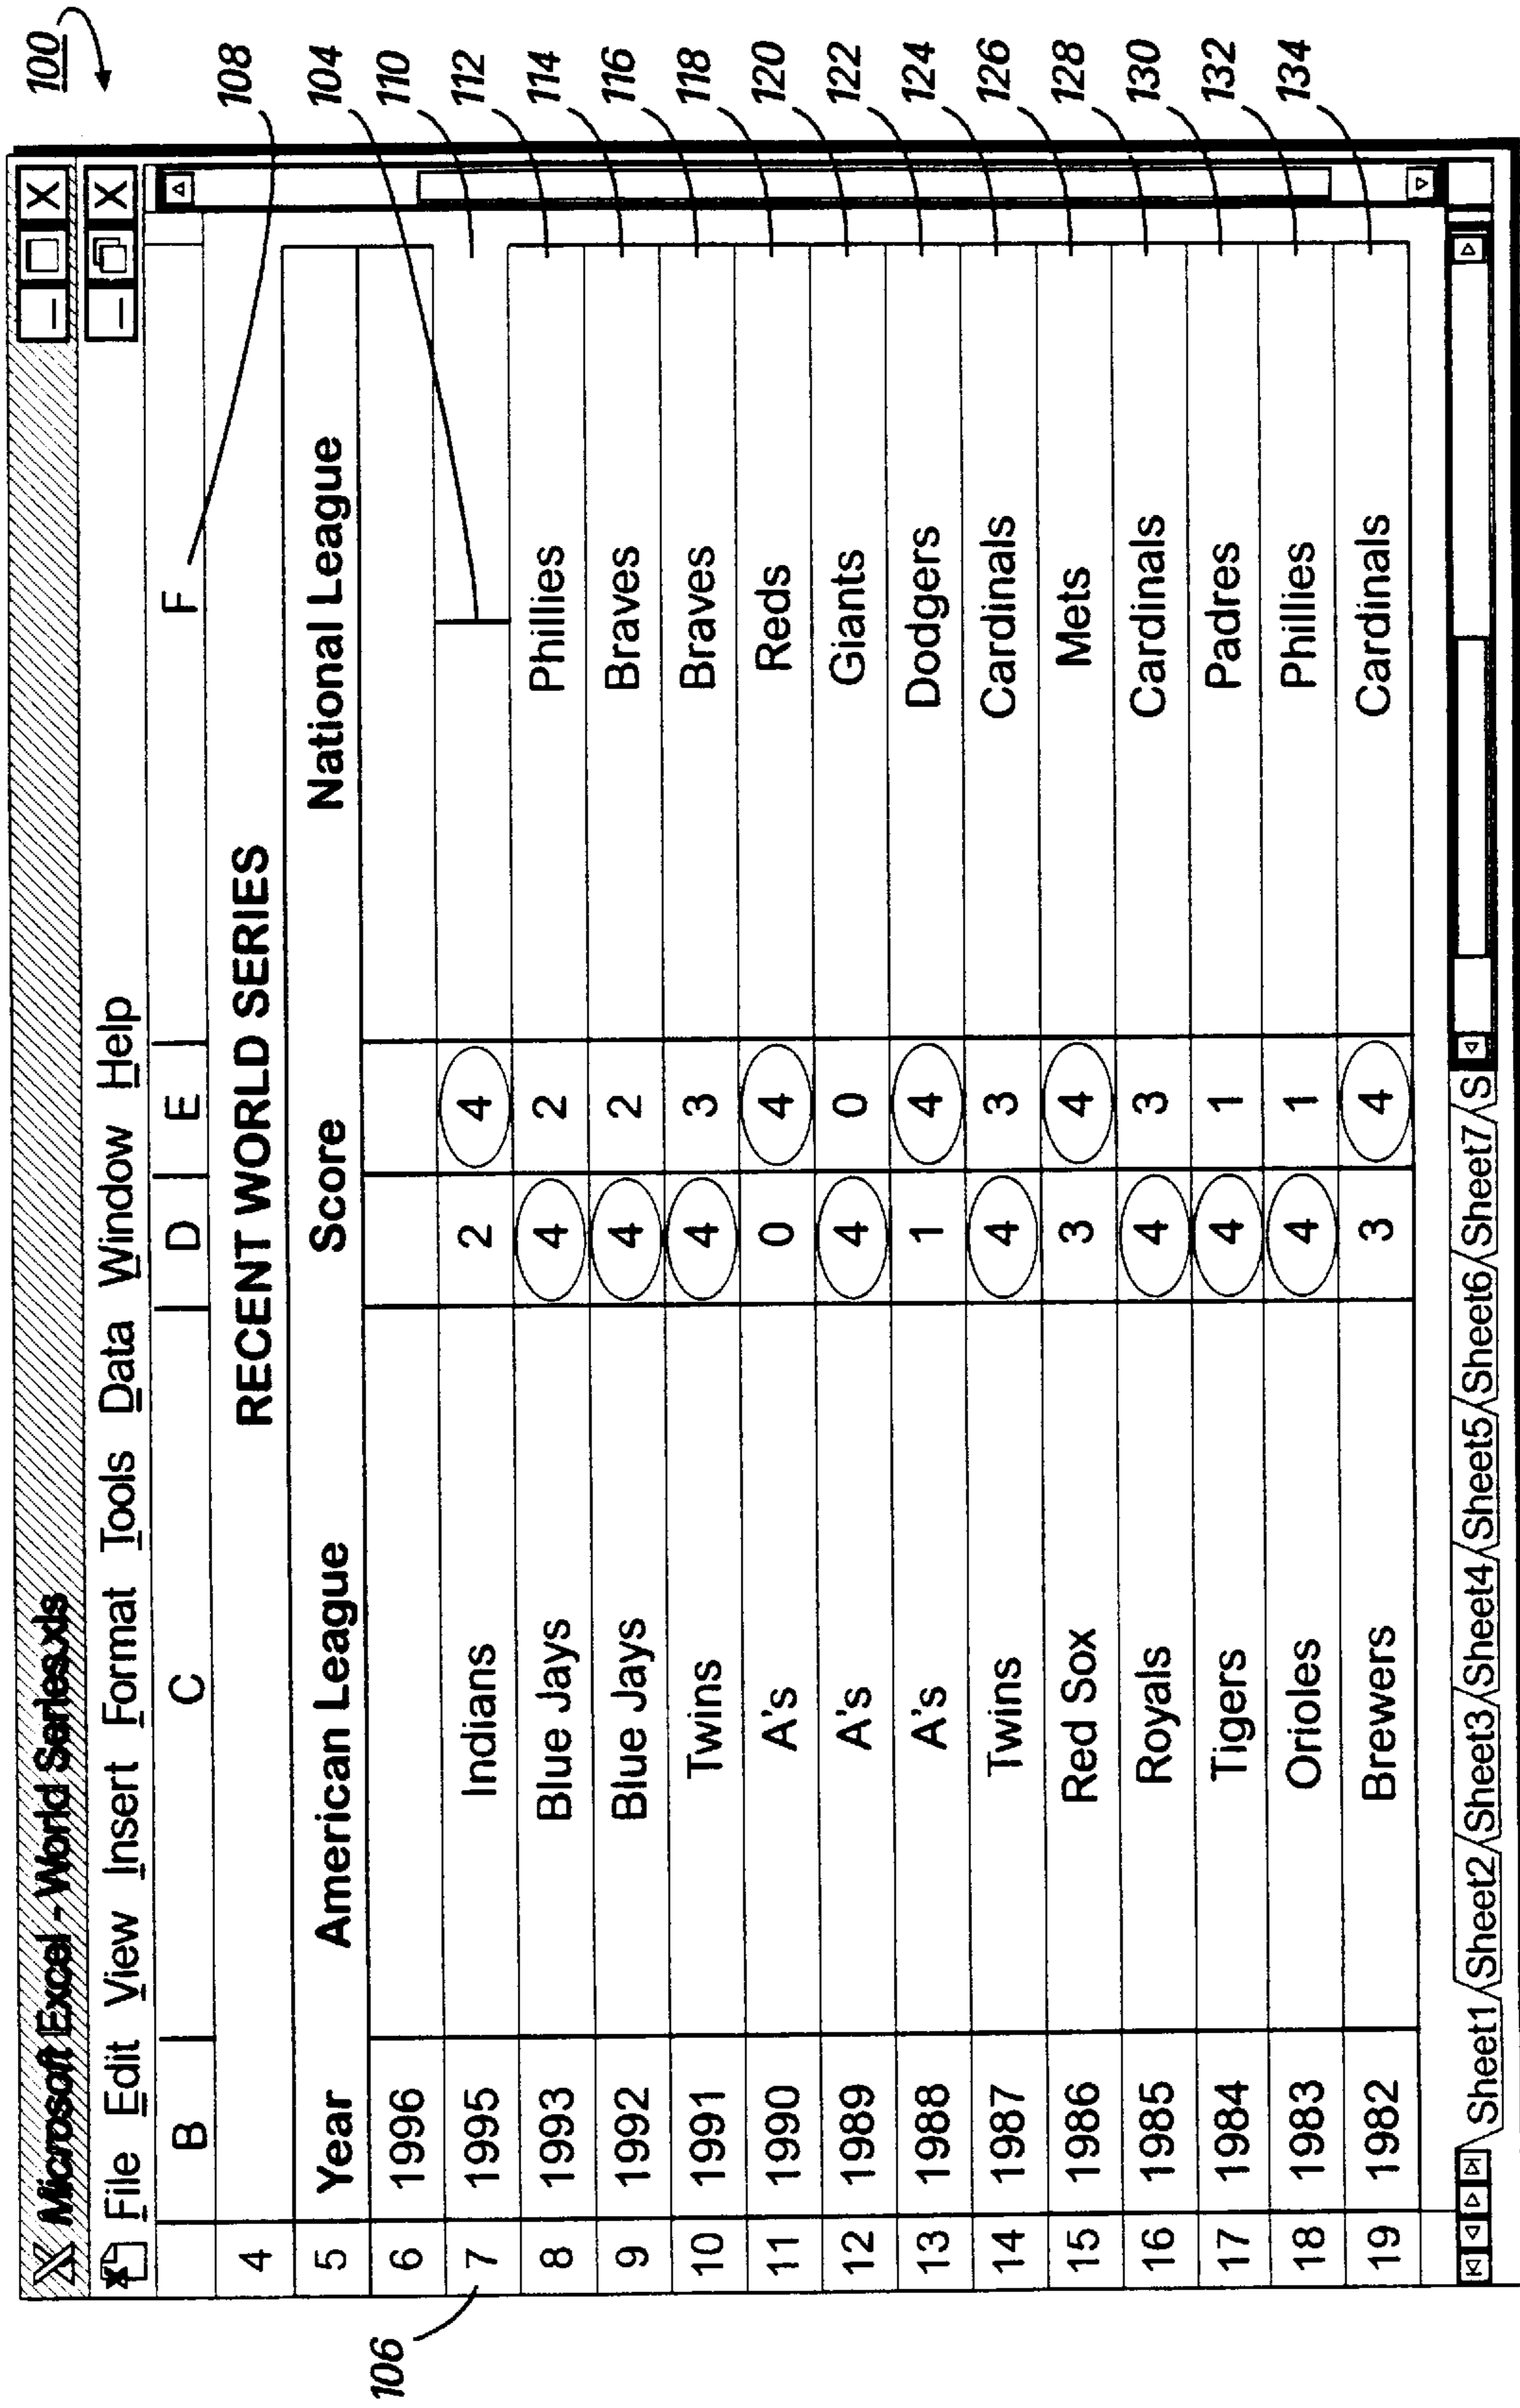 100
Microsoft Excel - World Series.xls
File Edit View Insert Format Tools Data Window Help
B C D E F 108
4 RECENT WORLD SERIES
5 Year American League Score National League 104
6 1996 110
106 7 1995 Indians 2 4 112
8 1993 Blue Jays 4 2 Phillies 114
9 1992 Blue Jays 4 2 Braves 116
10 1991 Twins 4 3 Braves 118
11 1990 A's 0 4 Reds 120
12 1989 A's 4 0 Giants 122
13 1988 A's 1 4 Dodgers 124
14 1987 Twins 4 3 Cardinals 126
15 1986 Red Sox 3 4 Mets 128
16 1985 Royals 4 3 Cardinals 130
17 1984 Tigers 4 1 Padres 132
18 1983 Orioles 4 1 Phillies 134
19 1982 Brewers 3 4 Cardinals
Sheet1 Sheet2 Sheet3 Sheet4 Sheet5 Sheet6 Sheet7 S